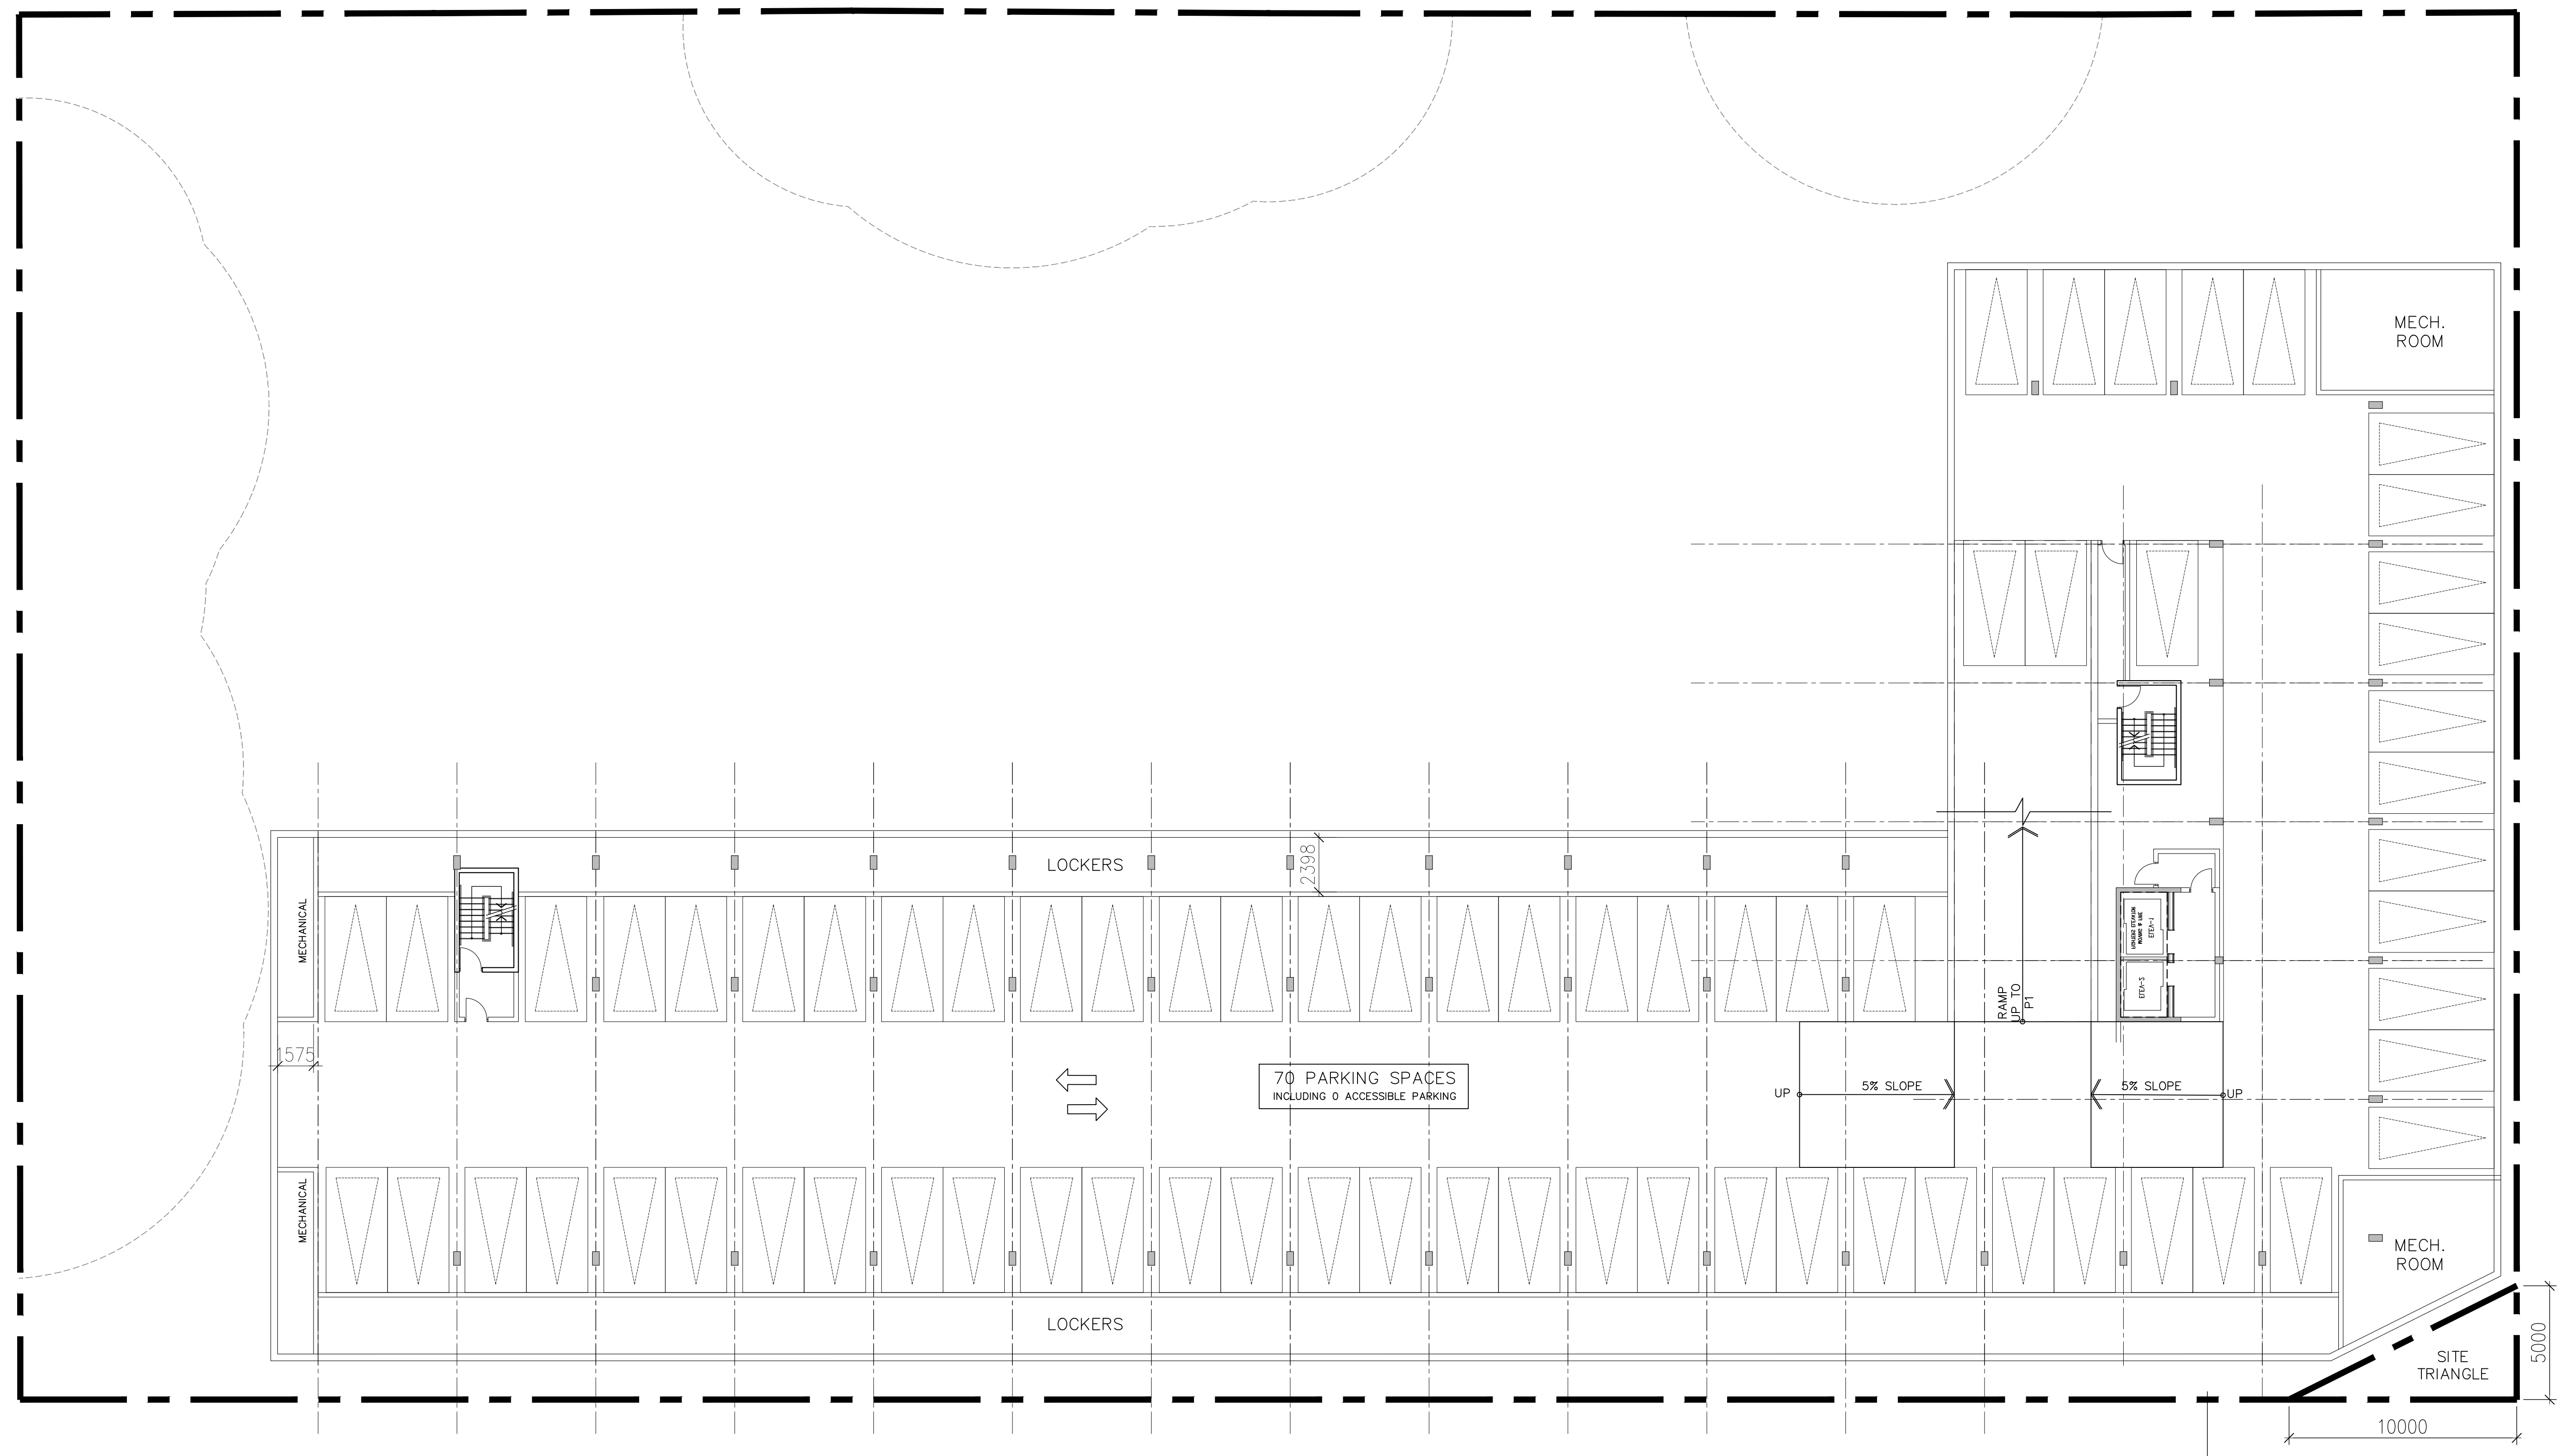 MECH.
ROOM
LOCKERS
2398
MECHANICAL
RAMP
UP TO
P1
1575
70 PARKING SPACES
INCLUDING 0 ACCESSIBLE PARKING
UP
5% SLOPE
5% SLOPE
UP
MECHANICAL
MECH.
ROOM
LOCKERS
SITE
TRIANGLE
5000
10000